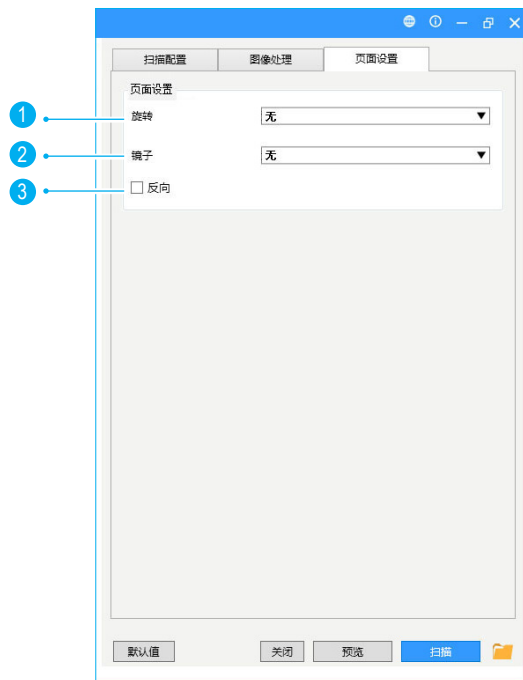 扫描配置 图像处理 页面设置
页面设置
1 旋转 无
2 镜子 无
3 反向
默认值 关闭 预览 扫描